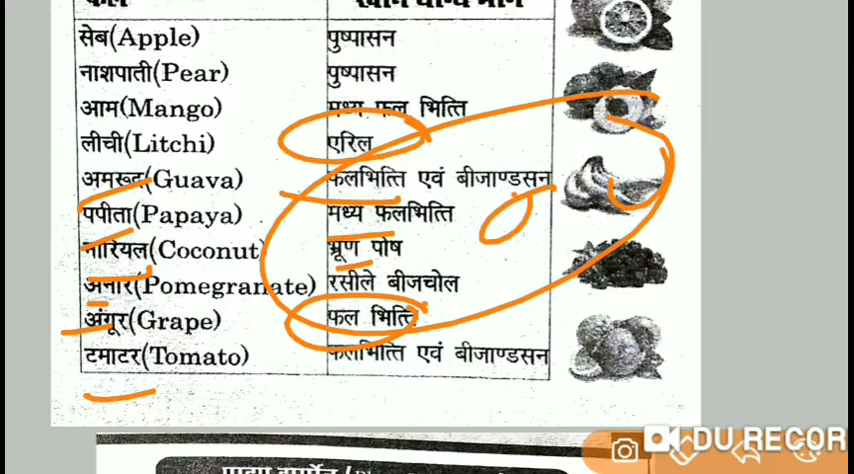 फल खाने योग्य भाग
सेब(Apple) पुष्पासन
नाशपाती(Pear) पुष्पासन
आम(Mango) मध्य फल भित्ति
लीची(Litchi) एरिल
अमरूद(Guava) फलभित्ति एवं बीजाण्डसन
पपीता(Papaya) मध्य फलभित्ति
नारियल(Coconut) भ्रूण पोष
अनार(Pomegranate) रसीले बीजचोल
अंगूर(Grape) फल भित्ति
टमाटर(Tomato) फलभित्ति एवं बीजाण्डसन
DU RECOR